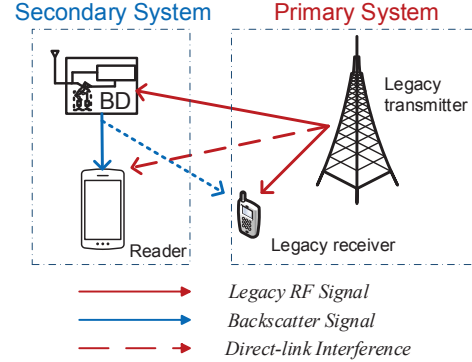 Secondary System
Primary System
BD
Legacy
transmitter
Reader
Legacy receiver
Legacy RF Signal
Backscatter Signal
Direct-link Interference